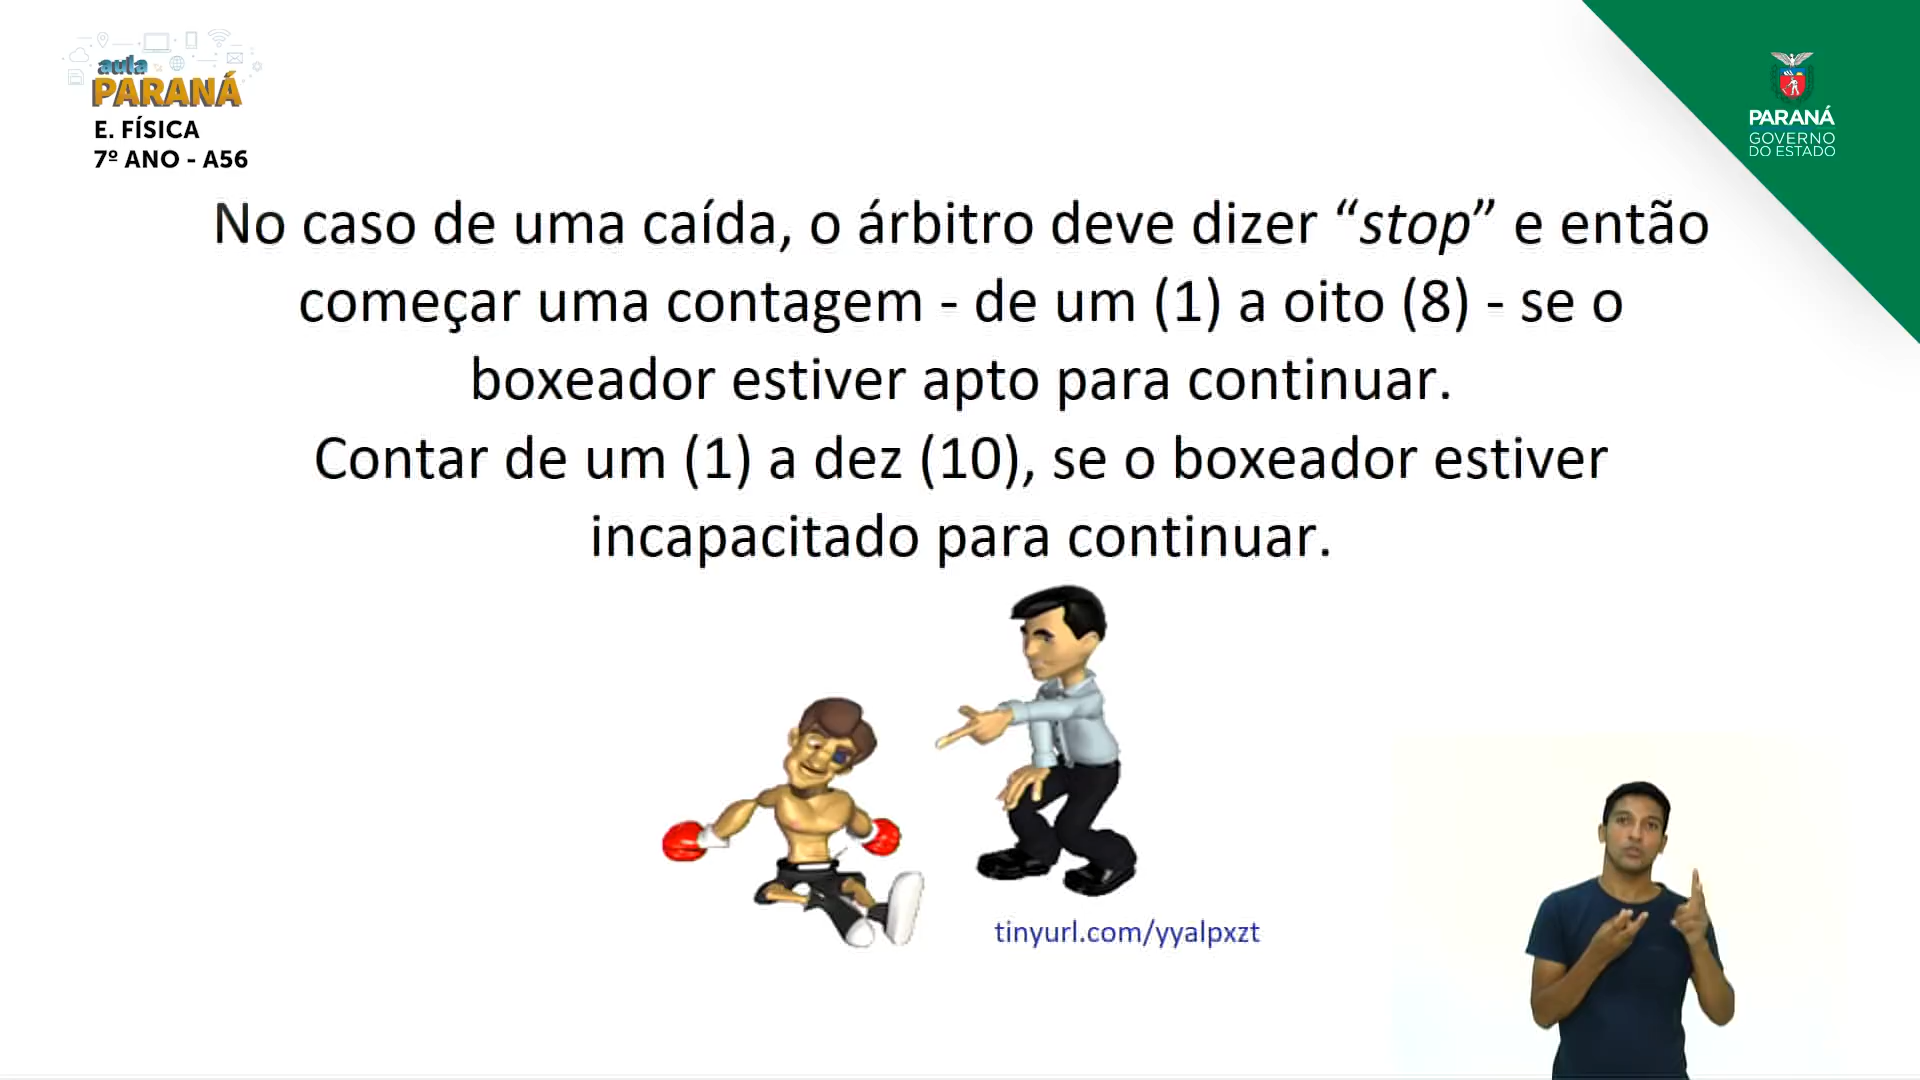 aula
PARANÁ
E. FÍSICA
7º ANO - A56
PARANÁ
GOVERNO
DO ESTADO
No caso de uma caída, o árbitro deve dizer “stop” e então
começar uma contagem - de um (1) a oito (8) - se o
boxeador estiver apto para continuar.
Contar de um (1) a dez (10), se o boxeador estiver
incapacitado para continuar.
tinyurl.com/yyalpxzt